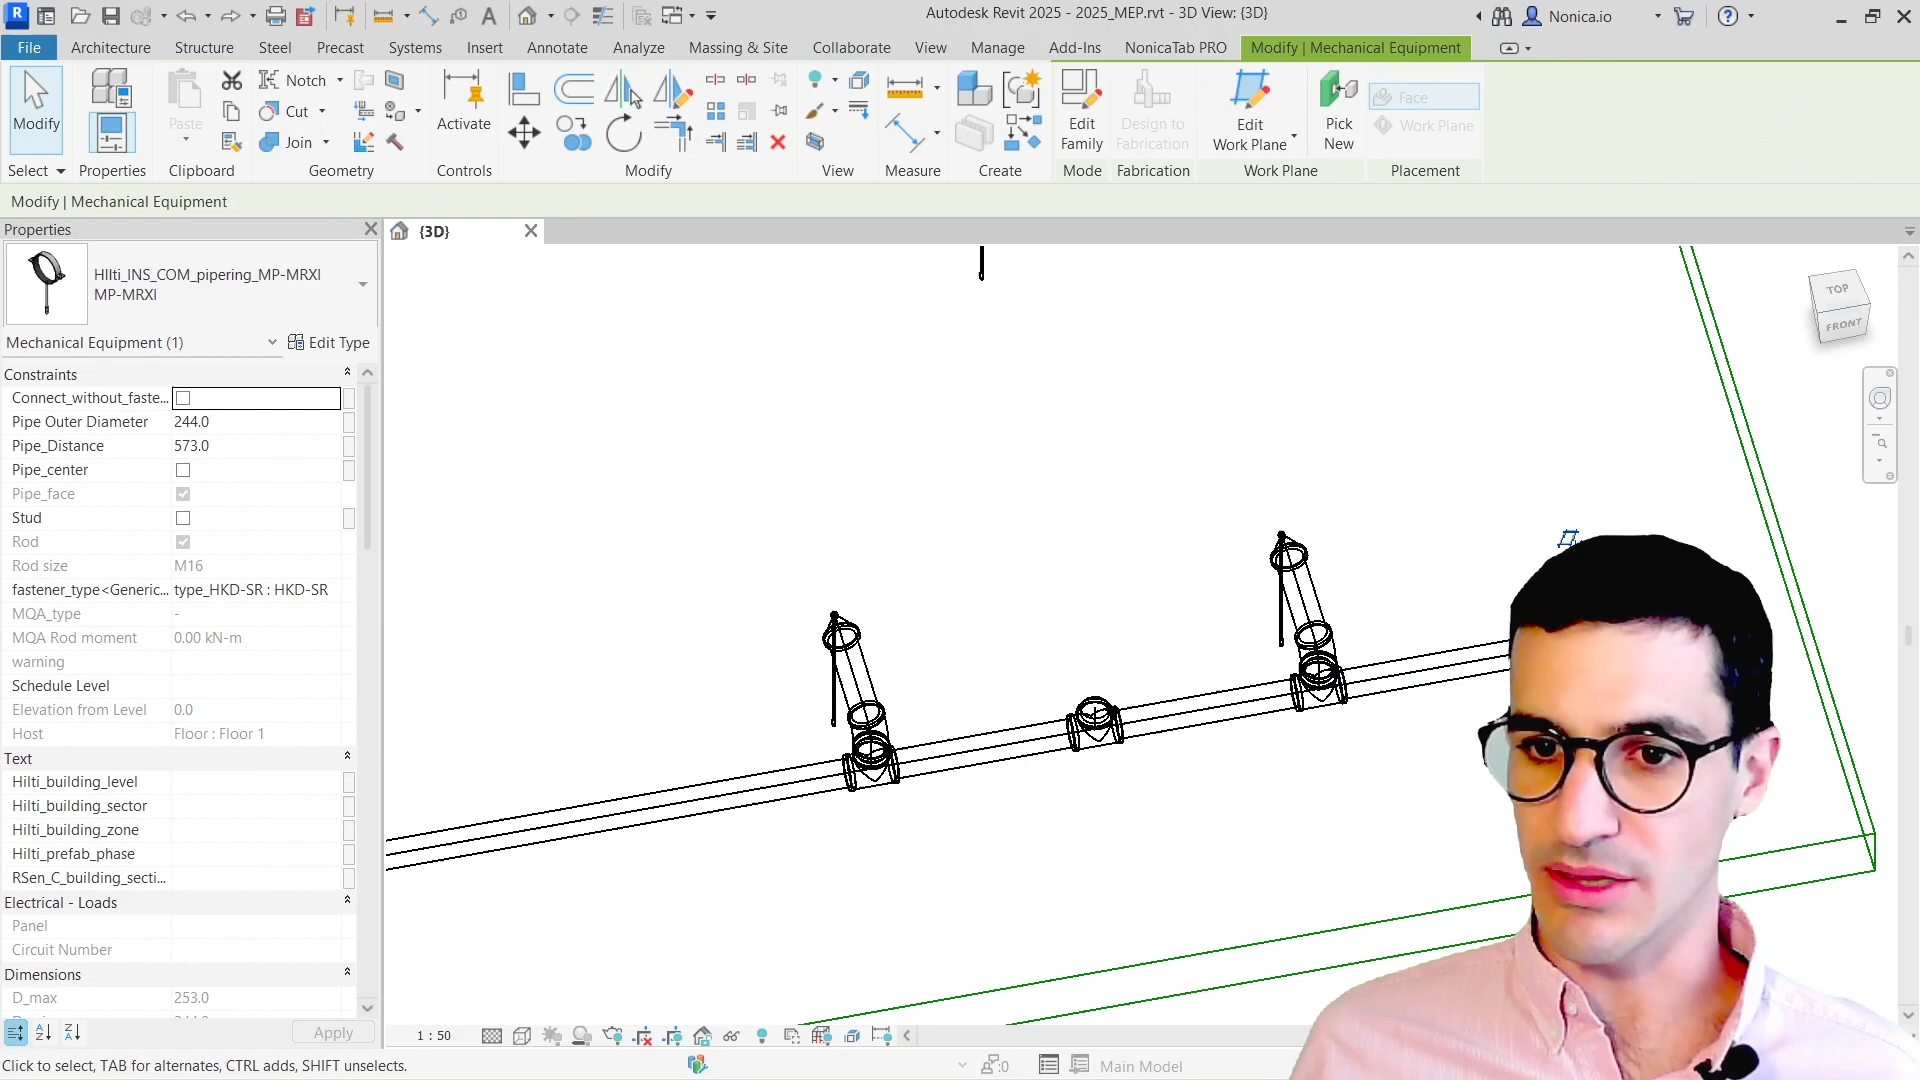 R
Autodesk Revit 2025 - 2025_MEP.rvt - 3D View: {3D}
Nonica.io
File
Architecture
Structure
Steel
Precast
Systems
Insert
Annotate
Analyze
Massing & Site
Collaborate
View
Manage
Add-Ins
NonicaTab PRO
Modify | Mechanical Equipment
Modify
Paste
Notch
Cut
Join
Activate
Edit
Family
Design to
Fabrication
Edit
Work Plane
Pick
New
Face
Work Plane
Select
Properties
Clipboard
Geometry
Controls
Modify
View
Measure
Create
Mode
Fabrication
Work Plane
Placement
Modify | Mechanical Equipment
Properties
HIlti_INS_COM_pipering_MP-MRXI
MP-MRXI
Mechanical Equipment (1)
Edit Type
Constraints
Connect_without_faste...
Pipe Outer Diameter 244.0
Pipe_Distance 573.0
Pipe_center
Pipe_face
Stud
Rod
Rod size M16
fastener_type<Generic... type_HKD-SR : HKD-SR
MQA_type -
MQA Rod moment 0.00 kN-m
warning
Schedule Level
Elevation from Level 0.0
Host Floor : Floor 1
Text
Hilti_building_level
Hilti_building_sector
Hilti_building_zone
Hilti_prefab_phase
RSen_C_building_secti...
Electrical - Loads
Panel
Circuit Number
Dimensions
D_max 253.0
Apply
{3D}
TOP
FRONT
1 : 50
Click to select, TAB for alternates, CTRL adds, SHIFT unselects.
:0
Main Model